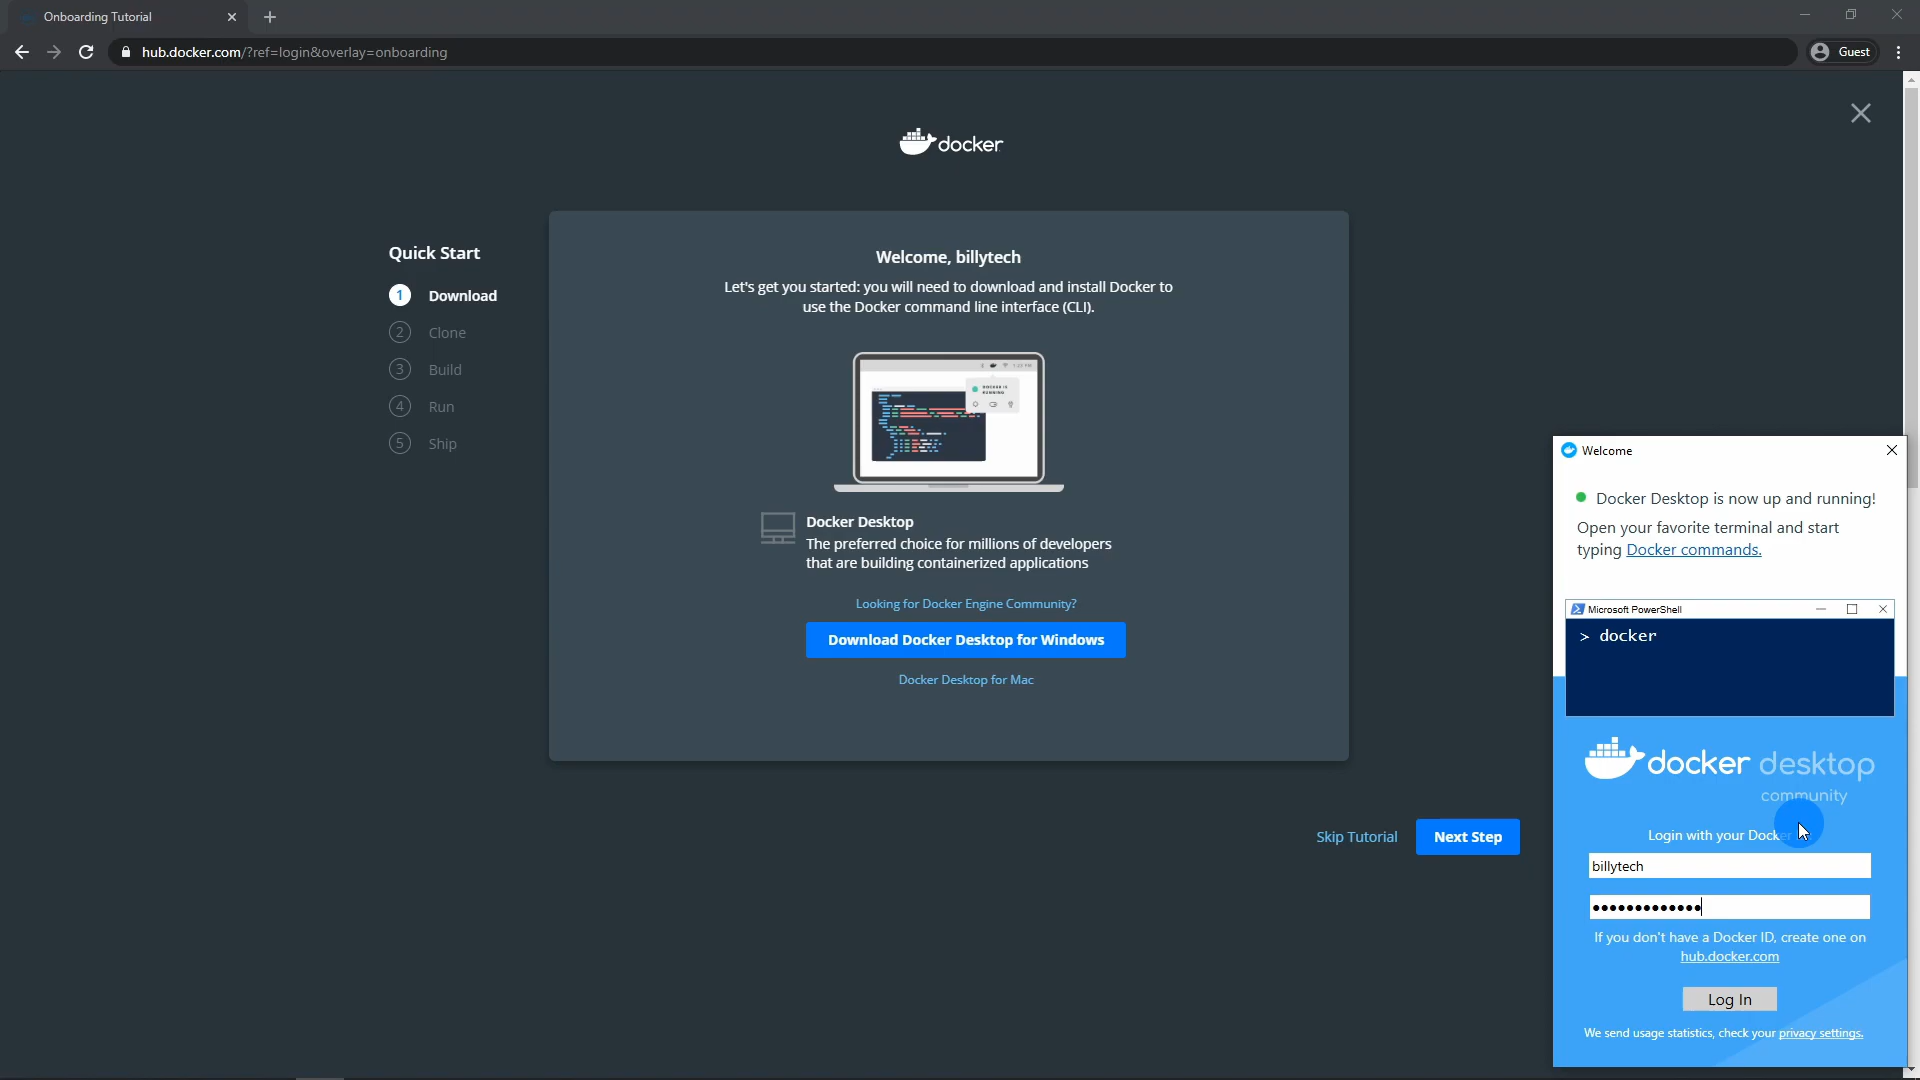 Onboarding Tutorial
hub.docker.com/?ref=login&overlay=onboarding
Guest
docker
Quick Start
1 Download
2 Clone
3 Build
4 Run
5 Ship
Welcome, billytech
Let's get you started: you will need to download and install Docker to
use the Docker command line interface (CLI).
DOCKER IS
RUNNING
Docker Desktop
The preferred choice for millions of developers
that are building containerized applications
Looking for Docker Engine Community?
Download Docker Desktop for Windows
Docker Desktop for Mac
Skip Tutorial
Next Step
Welcome
Docker Desktop is now up and running!
Open your favorite terminal and start
typing Docker commands.
Microsoft PowerShell
> docker
docker desktop
community
Login with your
billytech
If you don't have a Docker ID, create one on
hub.docker.com
Log In
We send usage statistics, check your privacy settings.